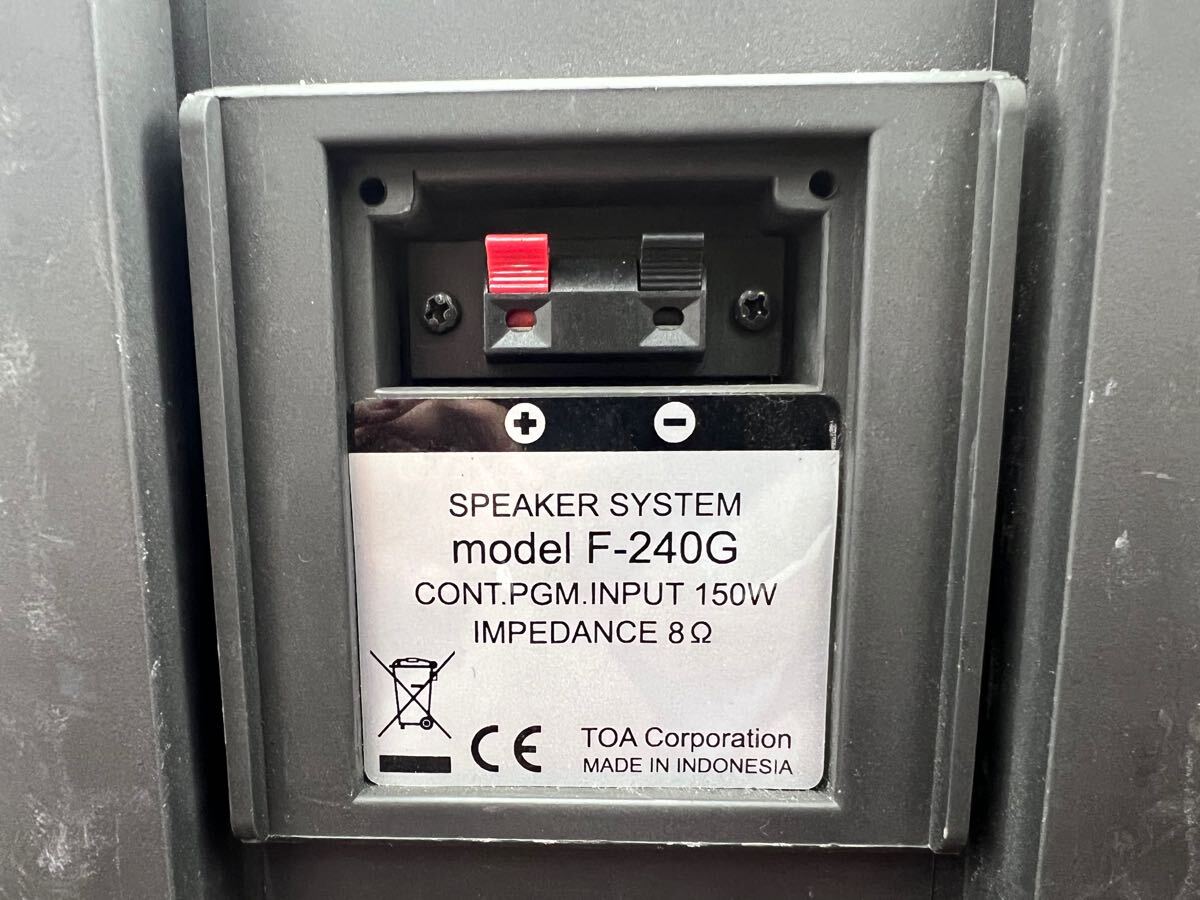 + -
SPEAKER SYSTEM
model F-240G
CONT.PGM.INPUT 150W
IMPEDANCE 8Ω
CE TOA Corporation
MADE IN INDONESIA